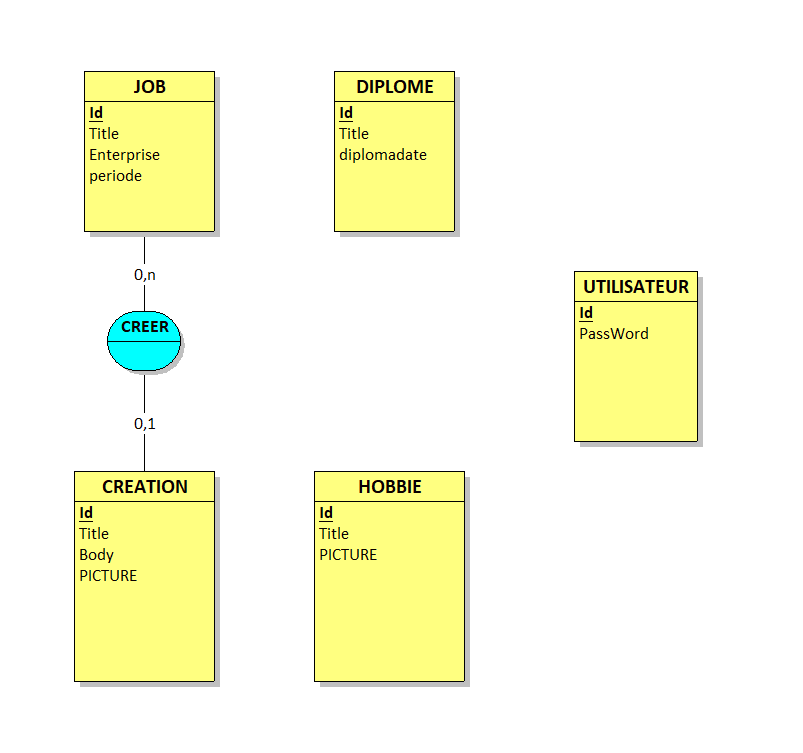 JOB
Id
Title
Enterprise
periode
DIPLOME
Id
Title
diplomadate
0,n
CREER
0,1
UTILISATEUR
Id
PassWord
CREATION
Id
Title
Body
PICTURE
HOBBIE
Id
Title
PICTURE